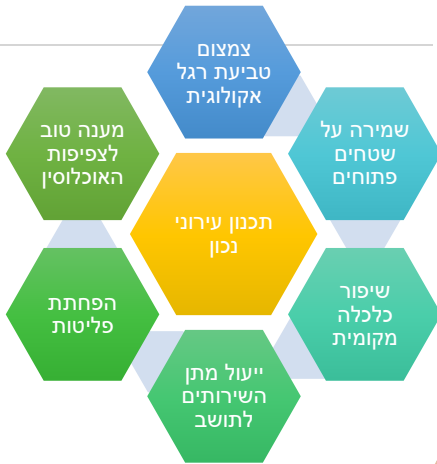 צמצום
טביעת רגל
אקולוגית
שמירה על
שטחים
פתוחים
מענה טוב
לצפיפות
האוכלוסין
תכנון עירוני
נכון
שיפור
כלכלה
מקומית
הפחתת
פליטות
ייעול מתן
השירותים
לתושב